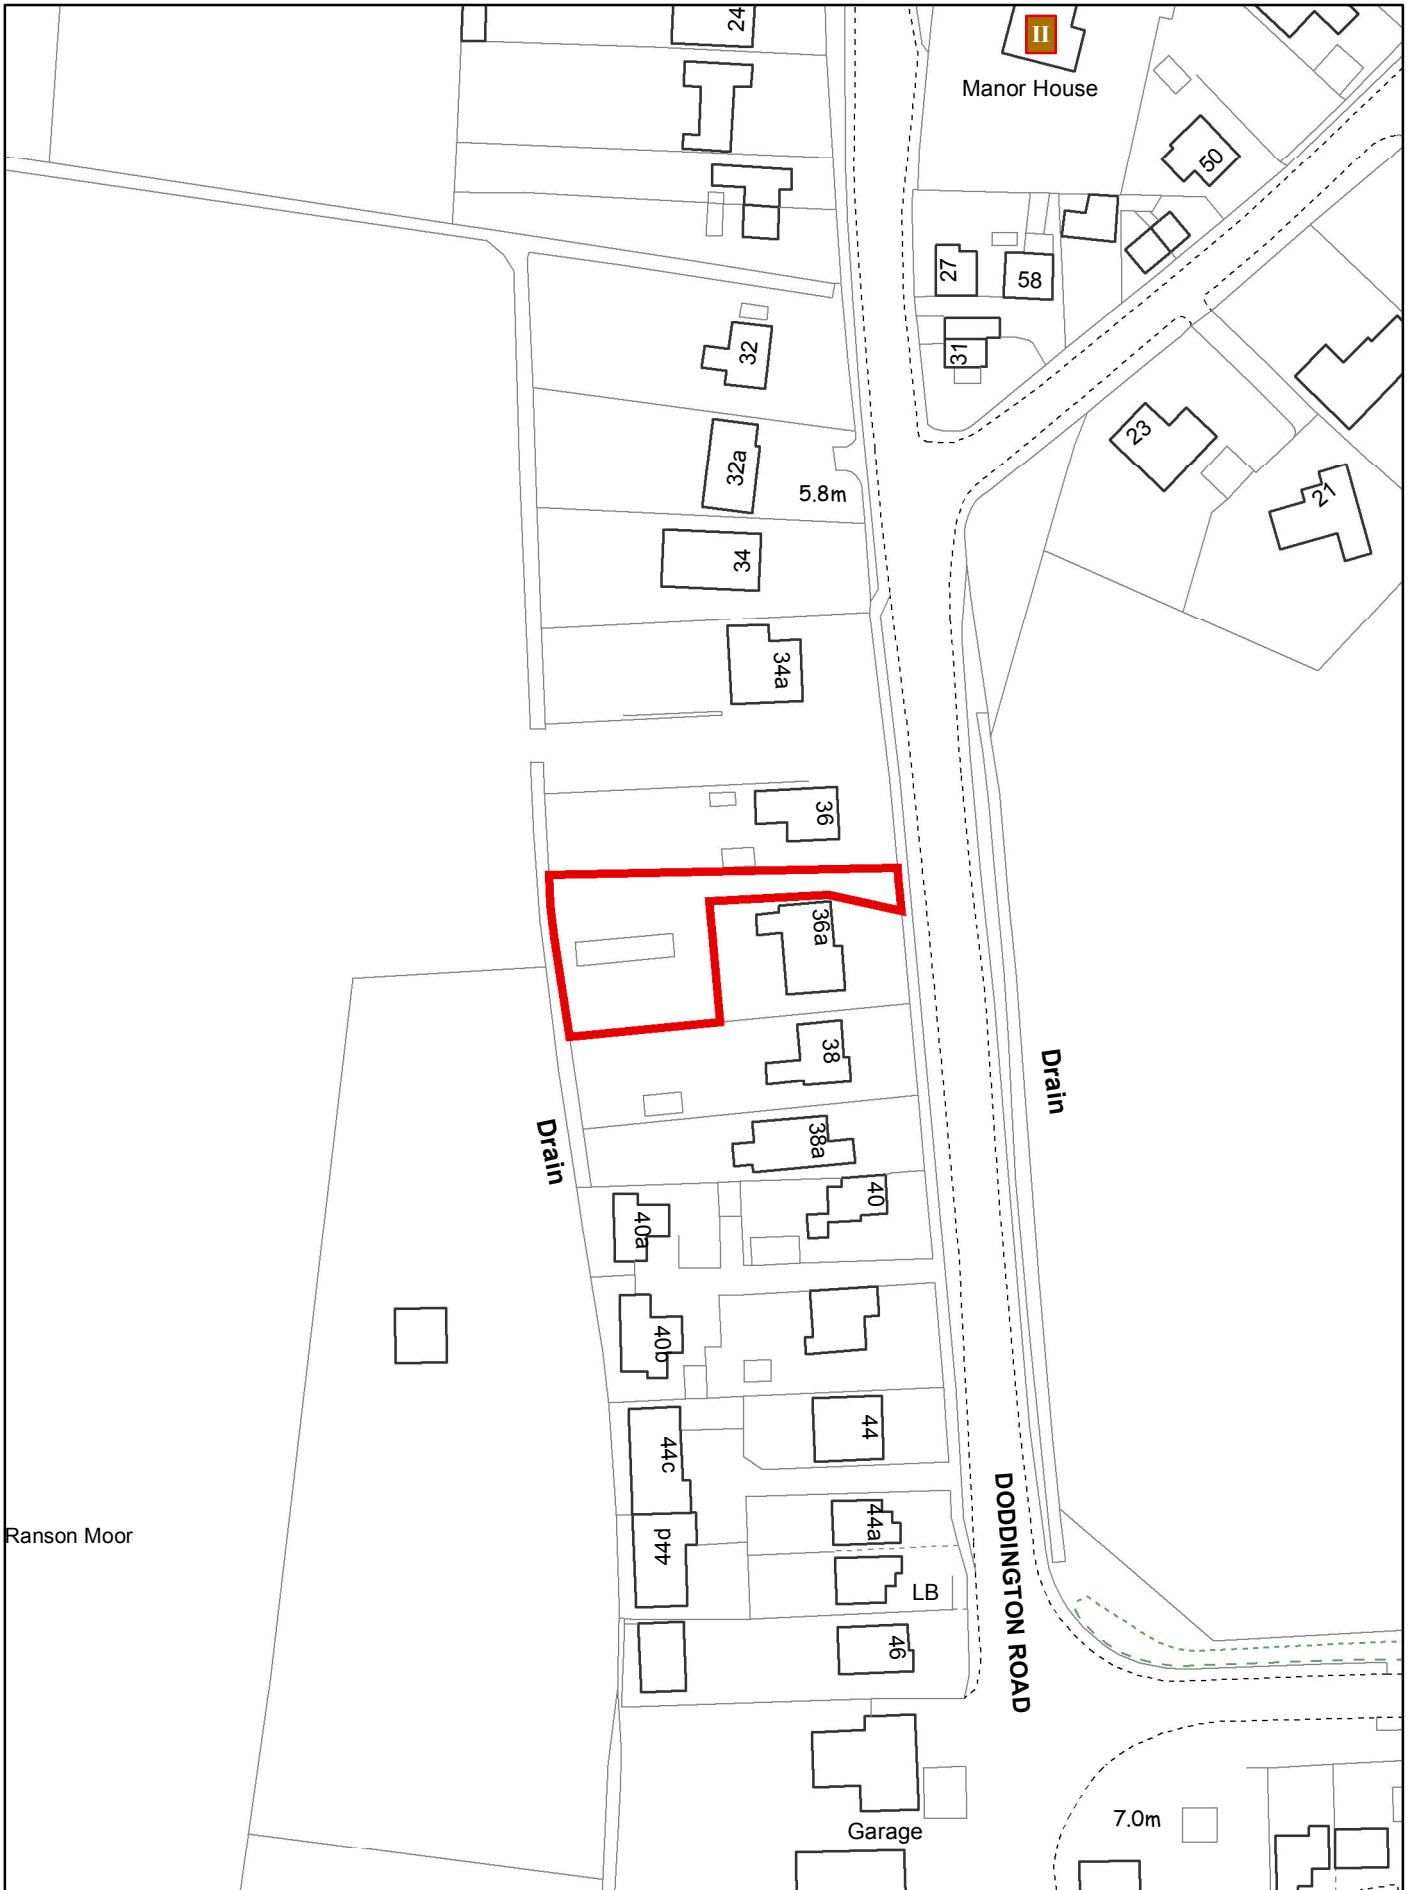 24
II
Manor House
50
27
58
31
32
23
32a
5.8m
21
34
34a
36
36a
38
Drain
Drain
38a
40
40a
40b
44
44c
DODDINGTON ROAD
44a
Ranson Moor
44d
LB
46
7.0m
Garage